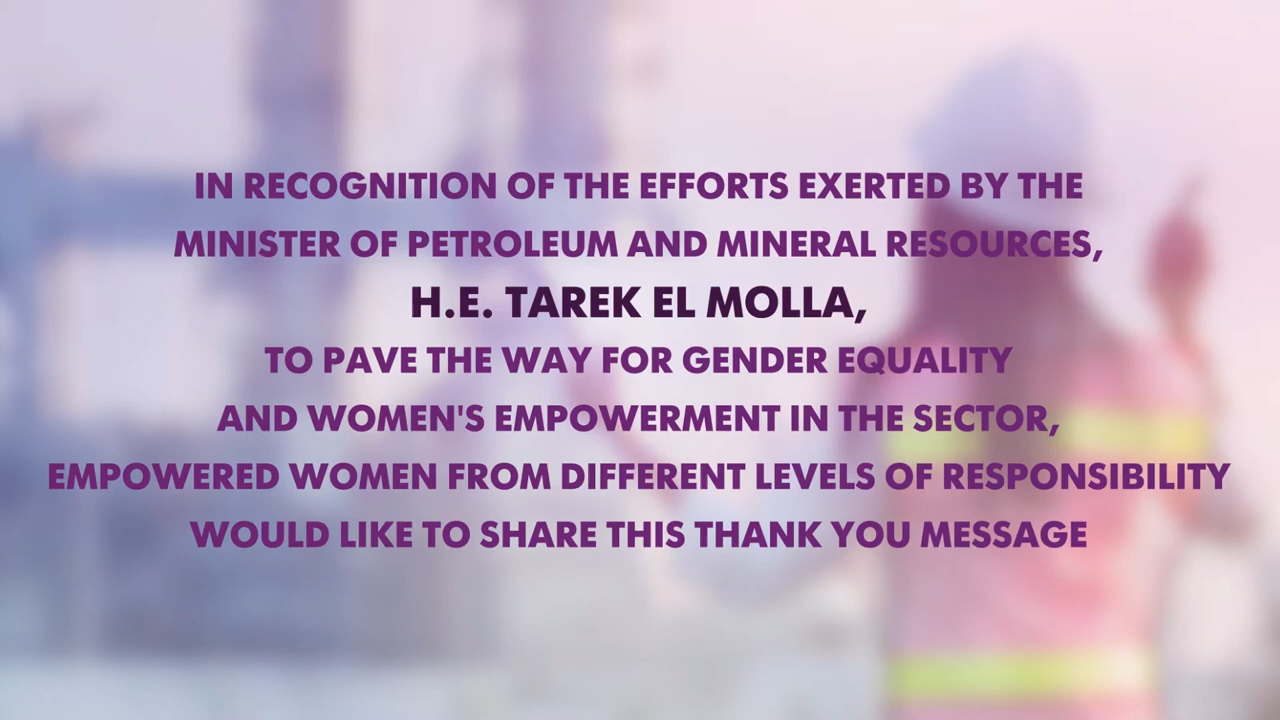 IN RECOGNITION OF THE EFFORTS EXERTED BY THE
MINISTER OF PETROLEUM AND MINERAL RESOURCES,
H.E. TAREK EL MOLLA,
TO PAVE THE WAY FOR GENDER EQUALITY
AND WOMEN'S EMPOWERMENT IN THE SECTOR,
EMPOWERED WOMEN FROM DIFFERENT LEVELS OF RESPONSIBILITY
WOULD LIKE TO SHARE THIS THANK YOU MESSAGE